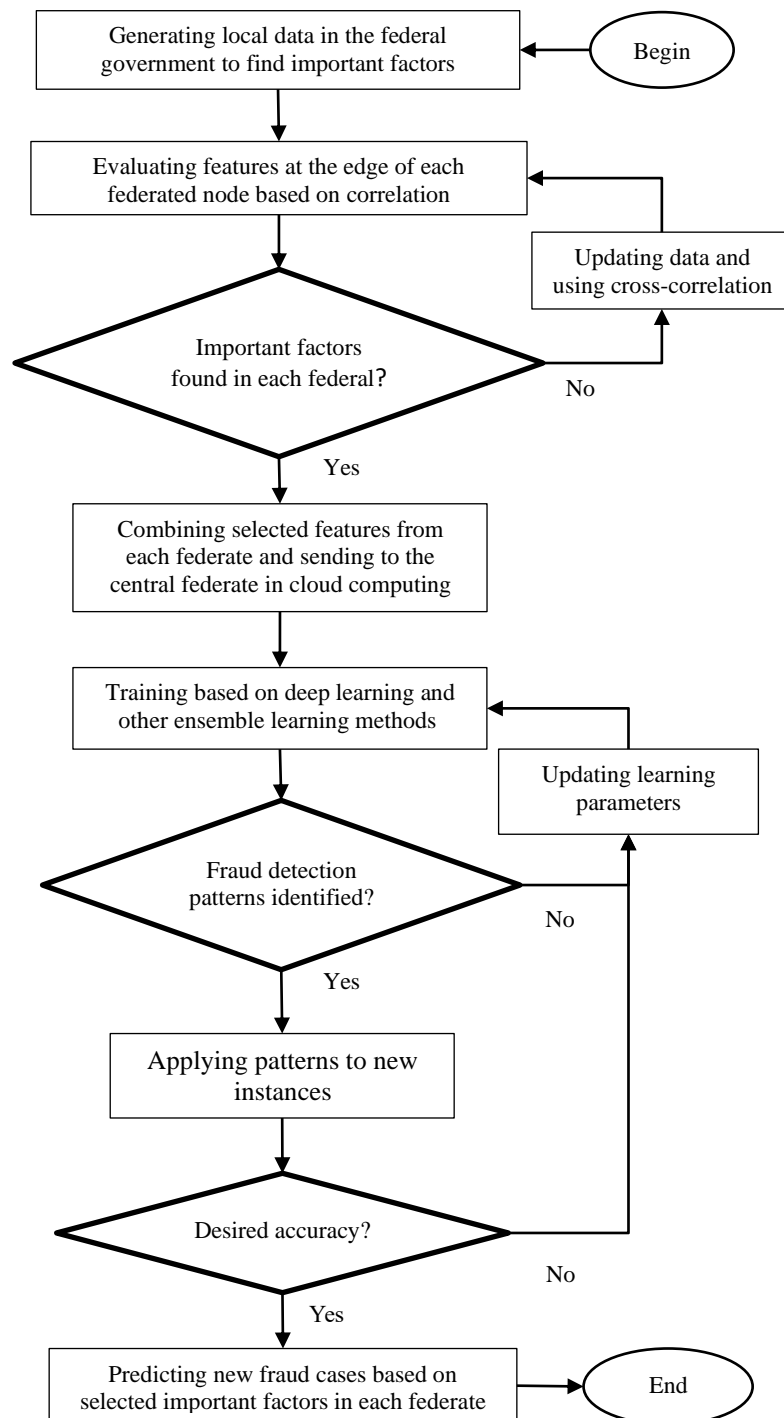 Generating local data in the federal
government to find important factors
Begin
Evaluating features at the edge of each
federated node based on correlation
Updating data and
using cross-correlation
Important factors
found in each federal?
No
Yes
Combining selected features from
each federate and sending to the
central federate in cloud computing
Training based on deep learning and
other ensemble learning methods
Updating learning
parameters
Fraud detection
patterns identified?
No
Yes
Applying patterns to new
instances
Desired accuracy?
No
Yes
Predicting new fraud cases based on
selected important factors in each federate
End